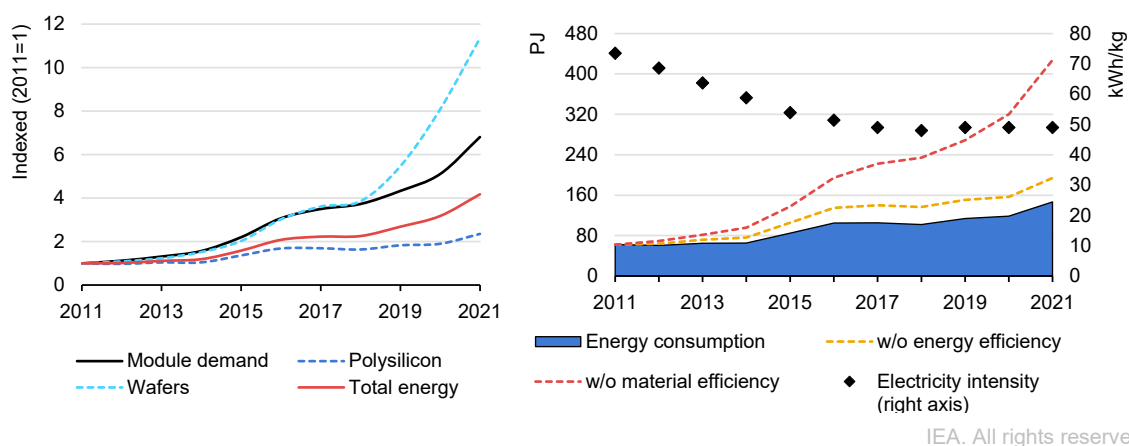 Indexed (2011=1)
12
10
8
6
4
2
0
2011 2013 2015 2017 2019 2021
Module demand Polysilicon
Wafers Total energy
PJ
480
400
320
240
160
80
0
kWh/kg
80
70
60
50
40
30
20
10
0
2011 2013 2015 2017 2019 2021
Energy consumption w/o energy efficiency
w/o material efficiency Electricity intensity
(right axis)
IEA. All rights reserve